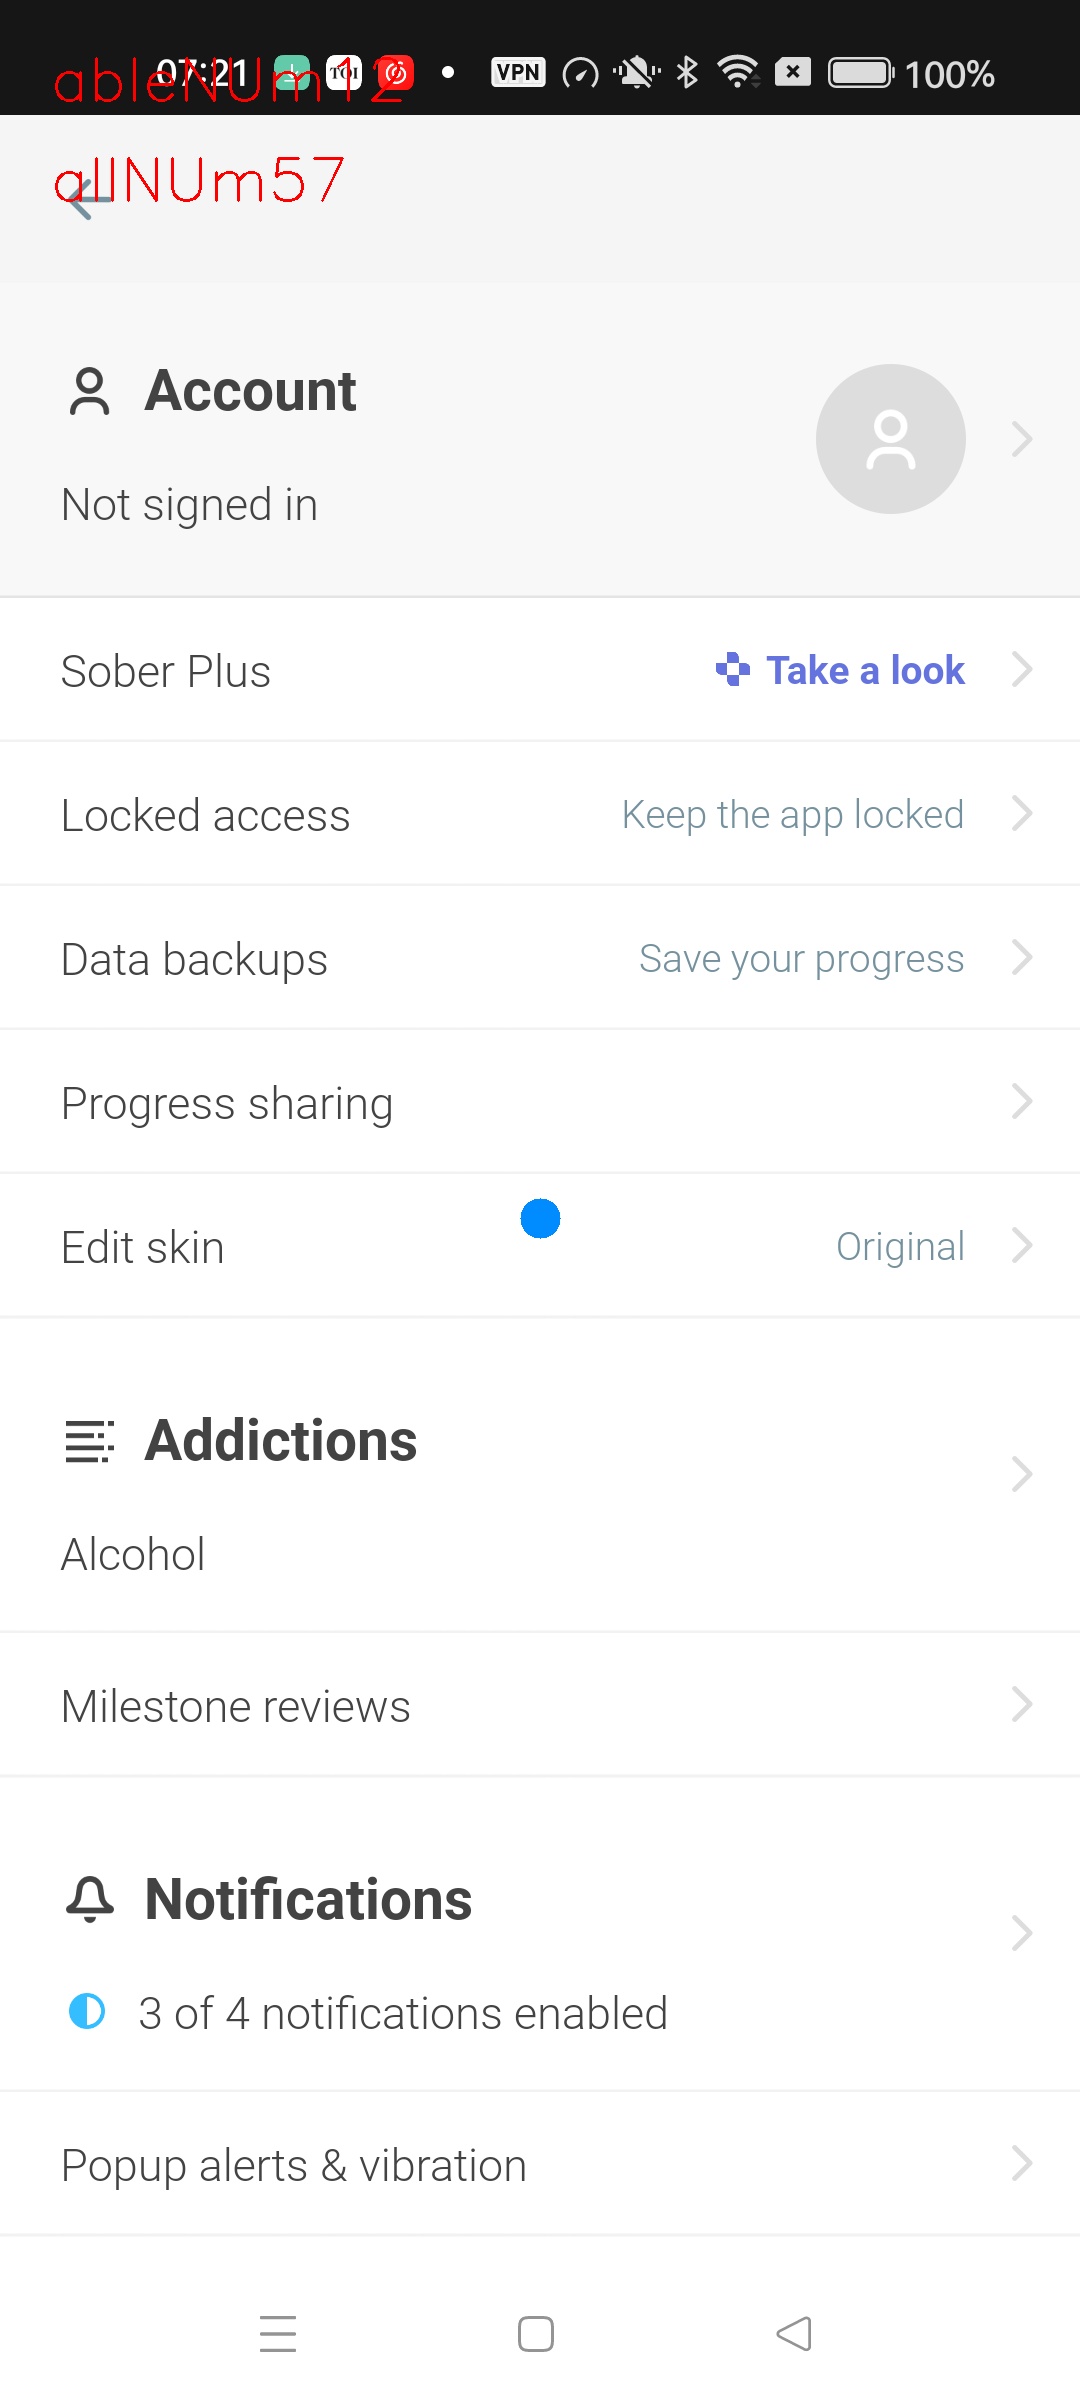 07:21 TOI VPN 100%
ableNUm12
allNUm57
Account
Not signed in
Sober Plus Take a look
Locked access Keep the app locked
Data backups Save your progress
Progress sharing
Edit skin Original
Addictions
Alcohol
Milestone reviews
Notifications
3 of 4 notifications enabled
Popup alerts & vibration